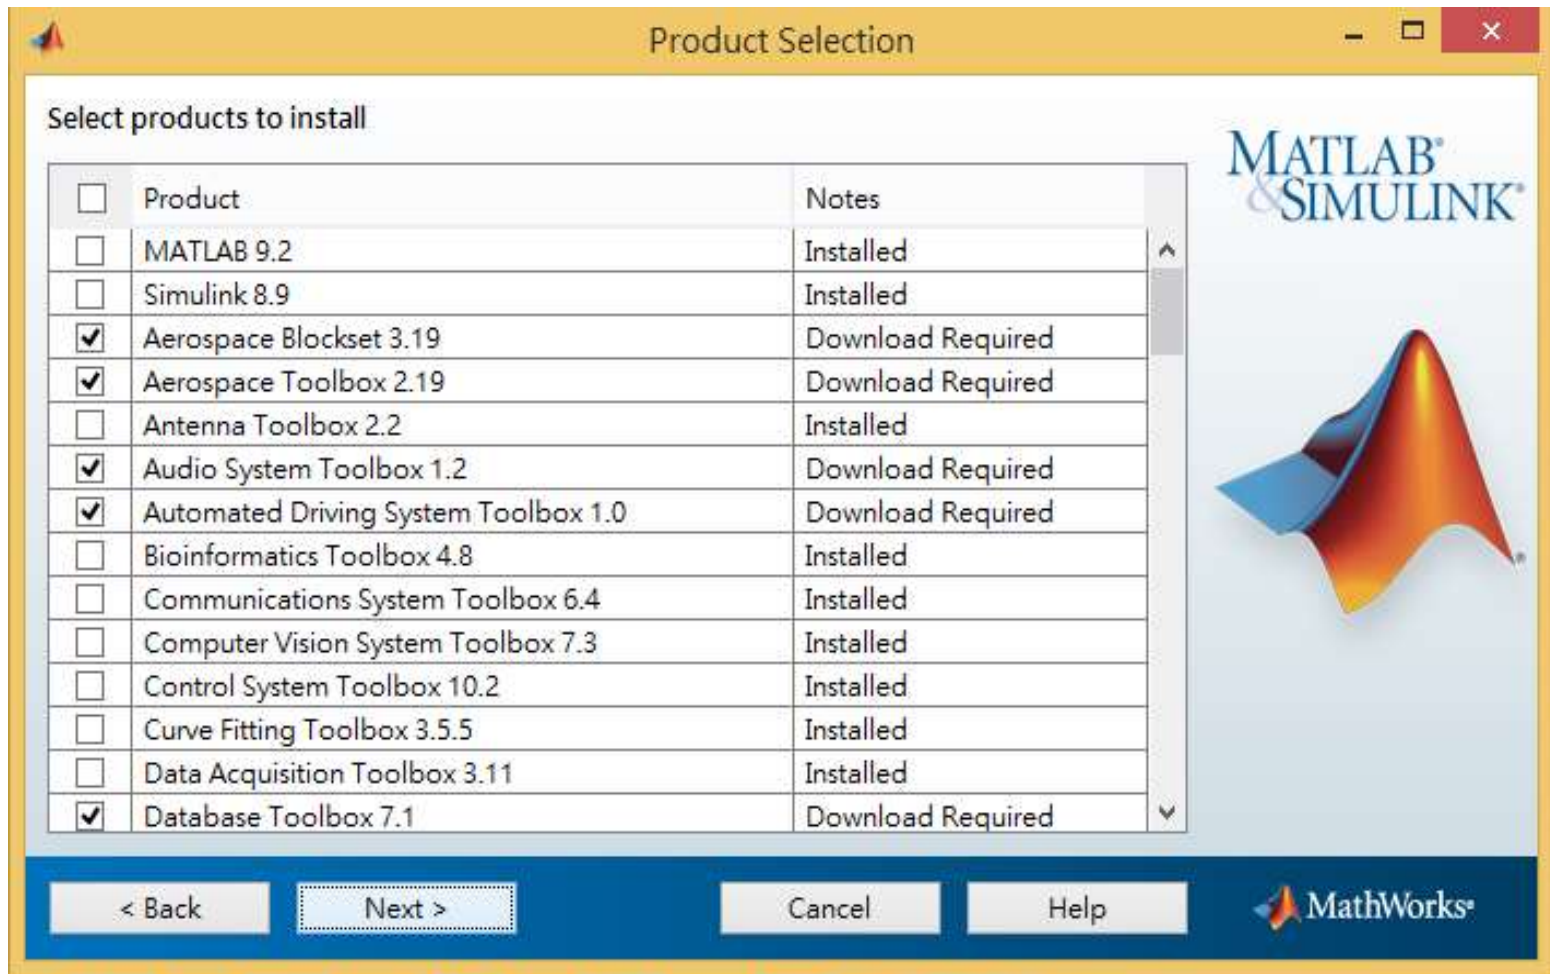 Product Selection
Select products to install
MATLAB®
&SIMULINK®
Product Notes
MATLAB 9.2 Installed
Simulink 8.9 Installed
Aerospace Blockset 3.19 Download Required
Aerospace Toolbox 2.19 Download Required
Antenna Toolbox 2.2 Installed
Audio System Toolbox 1.2 Download Required
Automated Driving System Toolbox 1.0 Download Required
Bioinformatics Toolbox 4.8 Installed
Communications System Toolbox 6.4 Installed
Computer Vision System Toolbox 7.3 Installed
Control System Toolbox 10.2 Installed
Curve Fitting Toolbox 3.5.5 Installed
Data Acquisition Toolbox 3.11 Installed
Database Toolbox 7.1 Download Required
< Back Next > Cancel Help MathWorks®